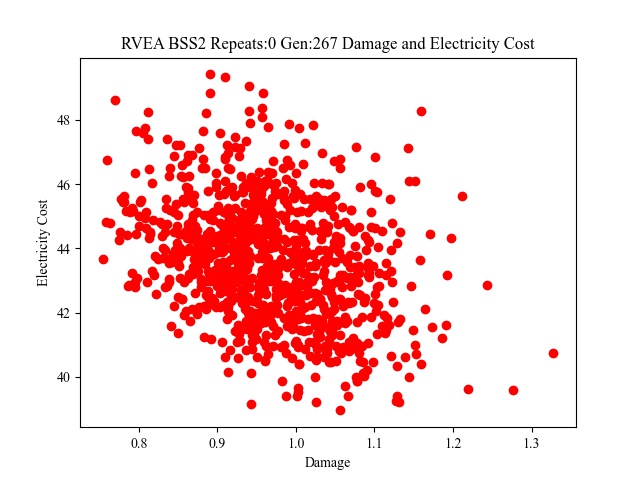 RVEA BSS2 Repeats:0 Gen:267 Damage and Electricity Cost
48
46
44
42
40
Electricity Cost
0.8 0.9 1.0 1.1 1.2 1.3
Damage